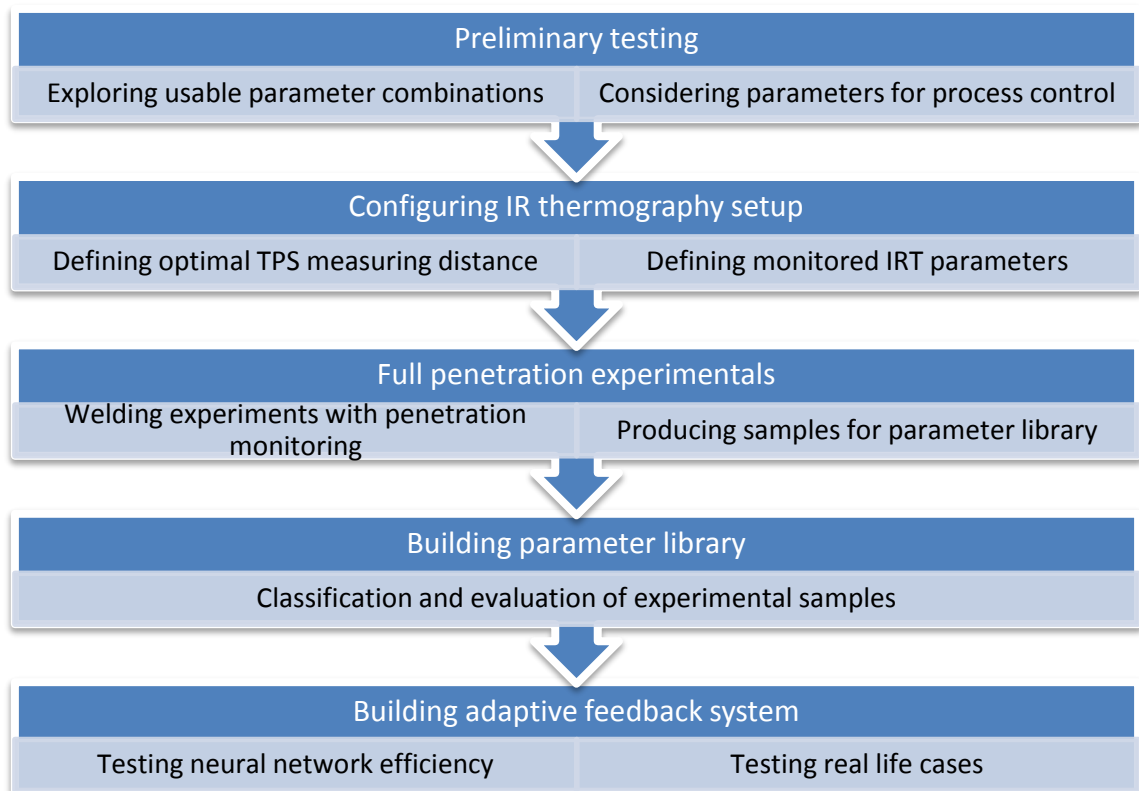 Preliminary testing
Exploring usable parameter combinations
Considering parameters for process control
Configuring IR thermography setup
Defining optimal TPS measuring distance
Defining monitored IRT parameters
Full penetration experimentals
Welding experiments with penetration
monitoring
Producing samples for parameter library
Building parameter library
Classification and evaluation of experimental samples
Building adaptive feedback system
Testing neural network efficiency
Testing real life cases